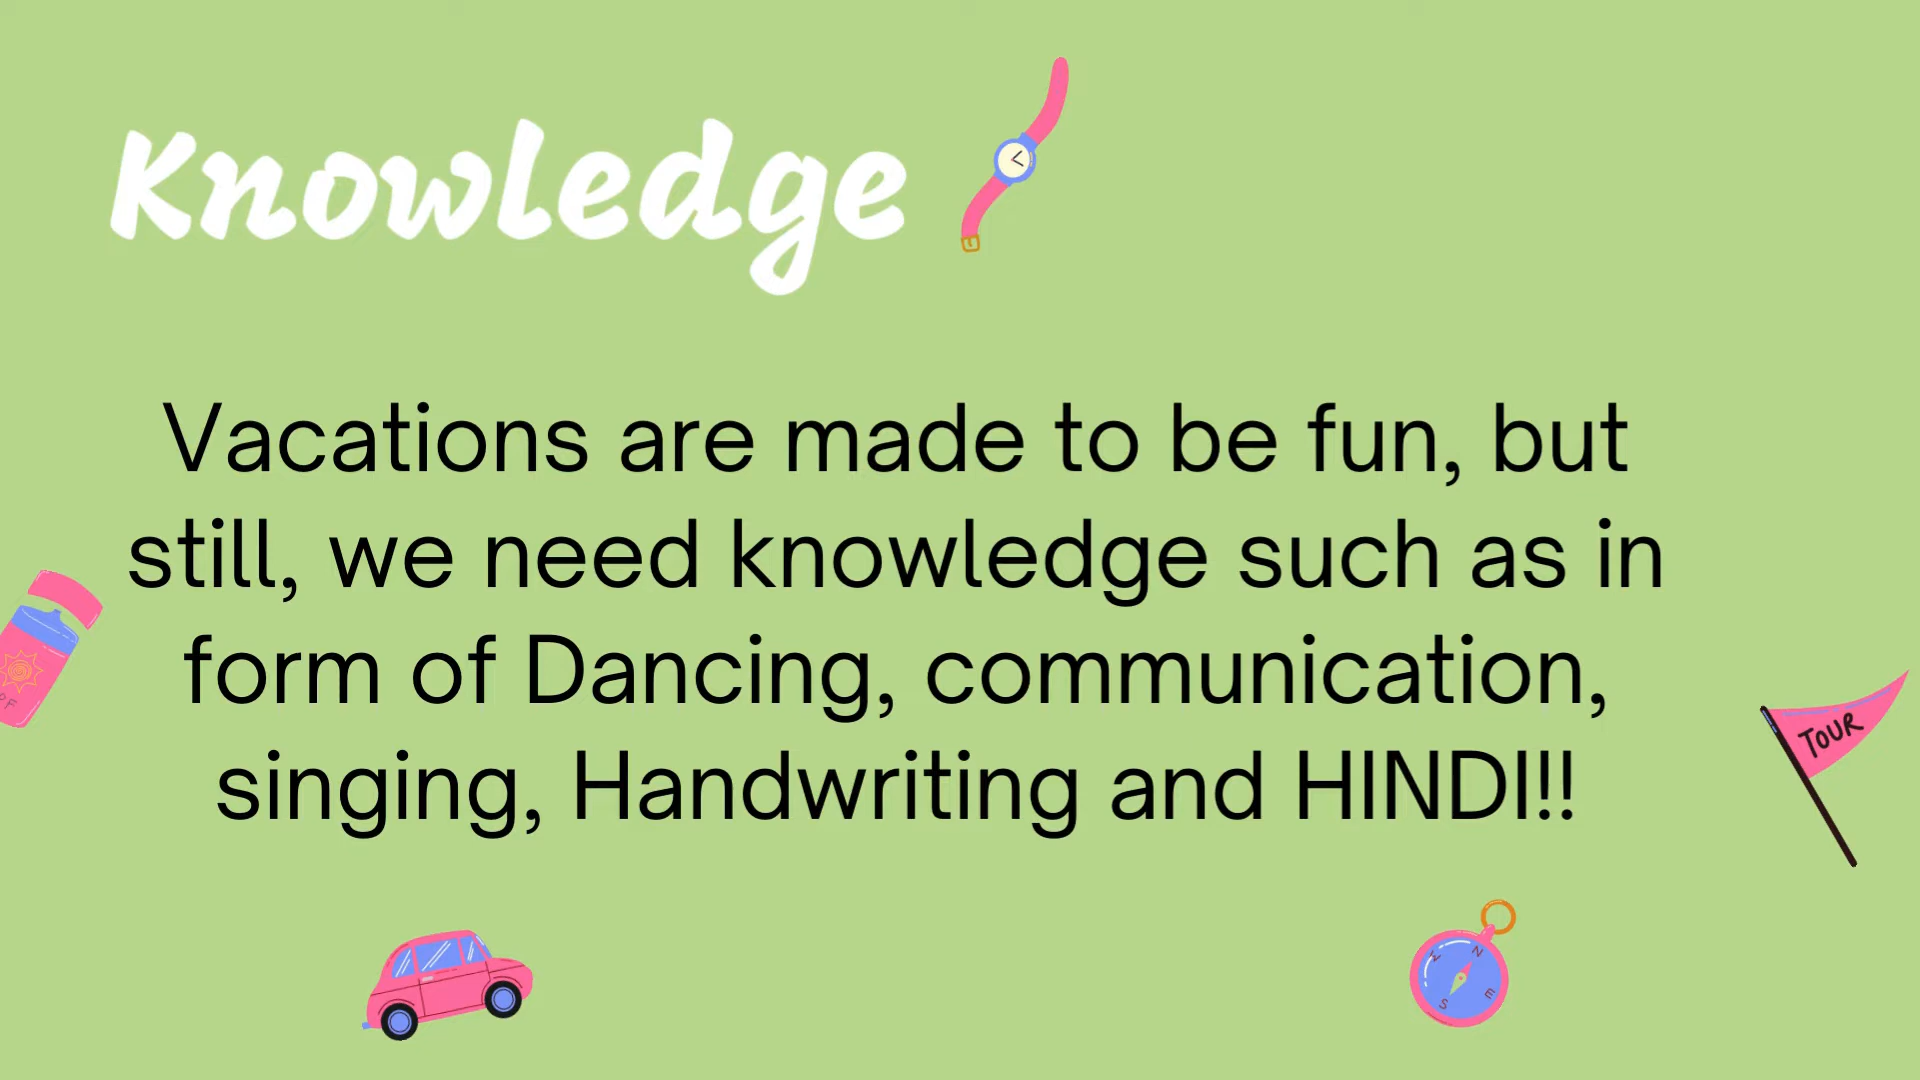 Knowledge
Vacations are made to be fun, but
still, we need knowledge such as in
form of Dancing, communication,
singing, Handwriting and HINDI!!
TOUR
N
E
S